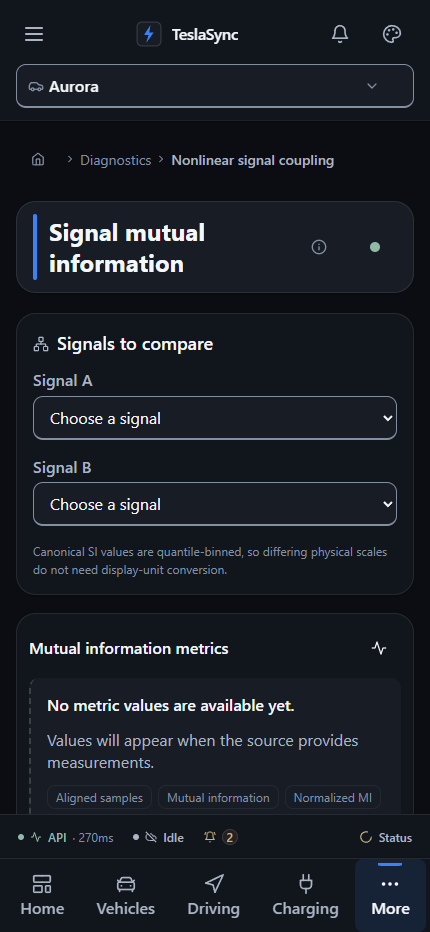 TeslaSync
Aurora
Diagnostics
Nonlinear signal coupling
Signal mutual
information
Signals to compare
Signal A
Choose a signal
Signal B
Choose a signal
Canonical SI values are quantile-binned, so differing physical scales
do not need display-unit conversion.
Mutual information metrics
No metric values are available yet.
Values will appear when the source provides
measurements.
Aligned samples
Mutual information
Normalized MI
API · 270ms
Idle
2
Status
Home
Vehicles
Driving
Charging
More